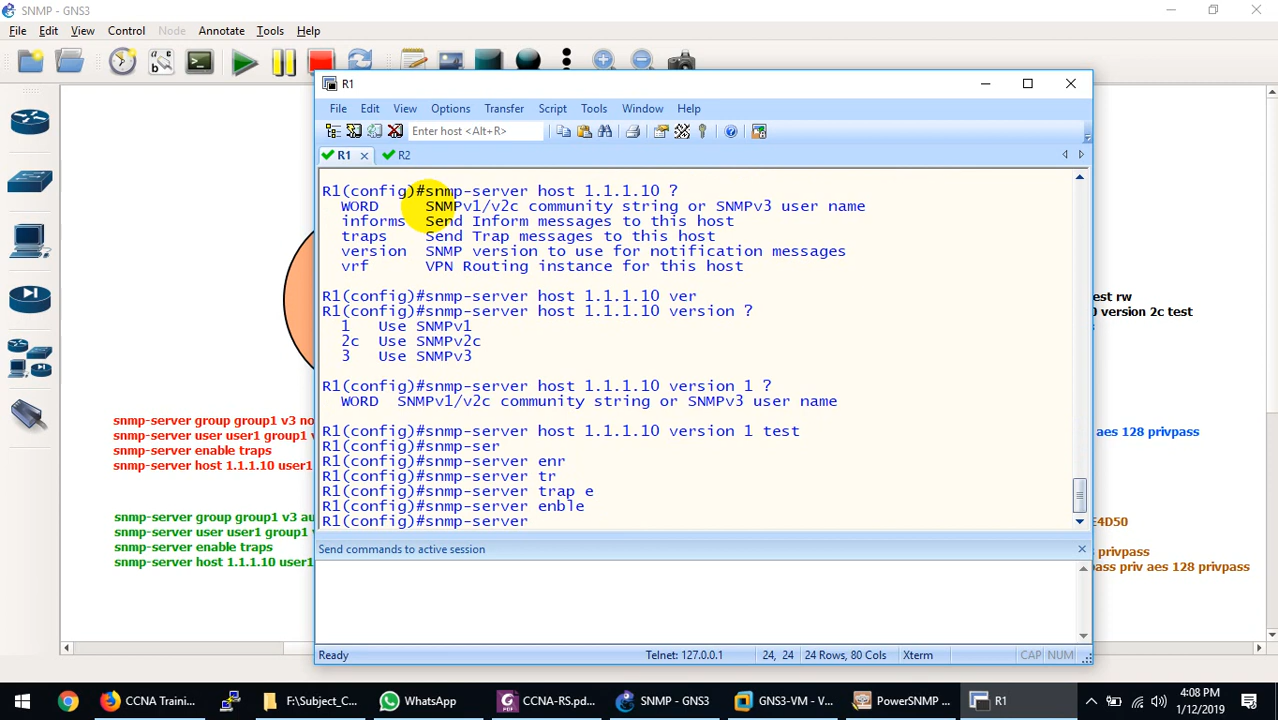 SNMP - GNS3
File Edit View Control Node Annotate Tools Help
R1
File Edit View Options Transfer Script Tools Window Help
Enter host <Alt+R>
R1 R2
R1(config)#snmp-server host 1.1.1.10 ?
WORD SNMPv1/v2c community string or SNMPv3 user name
informs Send Inform messages to this host
traps Send Trap messages to this host
version SNMP version to use for notification messages
vrf VPN Routing instance for this host
R1(config)#snmp-server host 1.1.1.10 ver
R1(config)#snmp-server host 1.1.1.10 version ?
1 Use SNMPv1
2c Use SNMPv2c
3 Use SNMPv3
R1(config)#snmp-server host 1.1.1.10 version 1 ?
WORD SNMPv1/v2c community string or SNMPv3 user name
R1(config)#snmp-server host 1.1.1.10 version 1 test
R1(config)#snmp-ser
R1(config)#snmp-server enr
R1(config)#snmp-server tr
R1(config)#snmp-server trap e
R1(config)#snmp-server enble
R1(config)#snmp-server
Send commands to active session
Ready Telnet: 127.0.0.1 24, 24 24 Rows, 80 Cols Xterm CAP NUM
snmp-server group group1 v3 no
snmp-server user user1 group1 v
snmp-server enable traps
snmp-server host 1.1.1.10 user1
snmp-server group group1 v3 au
snmp-server user user1 group1 v
snmp-server enable traps
snmp-server host 1.1.1.10 user1
est rw
0 version 2c test
aes 128 privpass
E4D50
privpass
pass priv aes 128 privpass
CCNA Traini... F:\Subject_C... WhatsApp CCNA-RS.pd... SNMP - GNS3 GNS3-VM - V... PowerSNMP ... R1
4:08 PM
1/12/2019